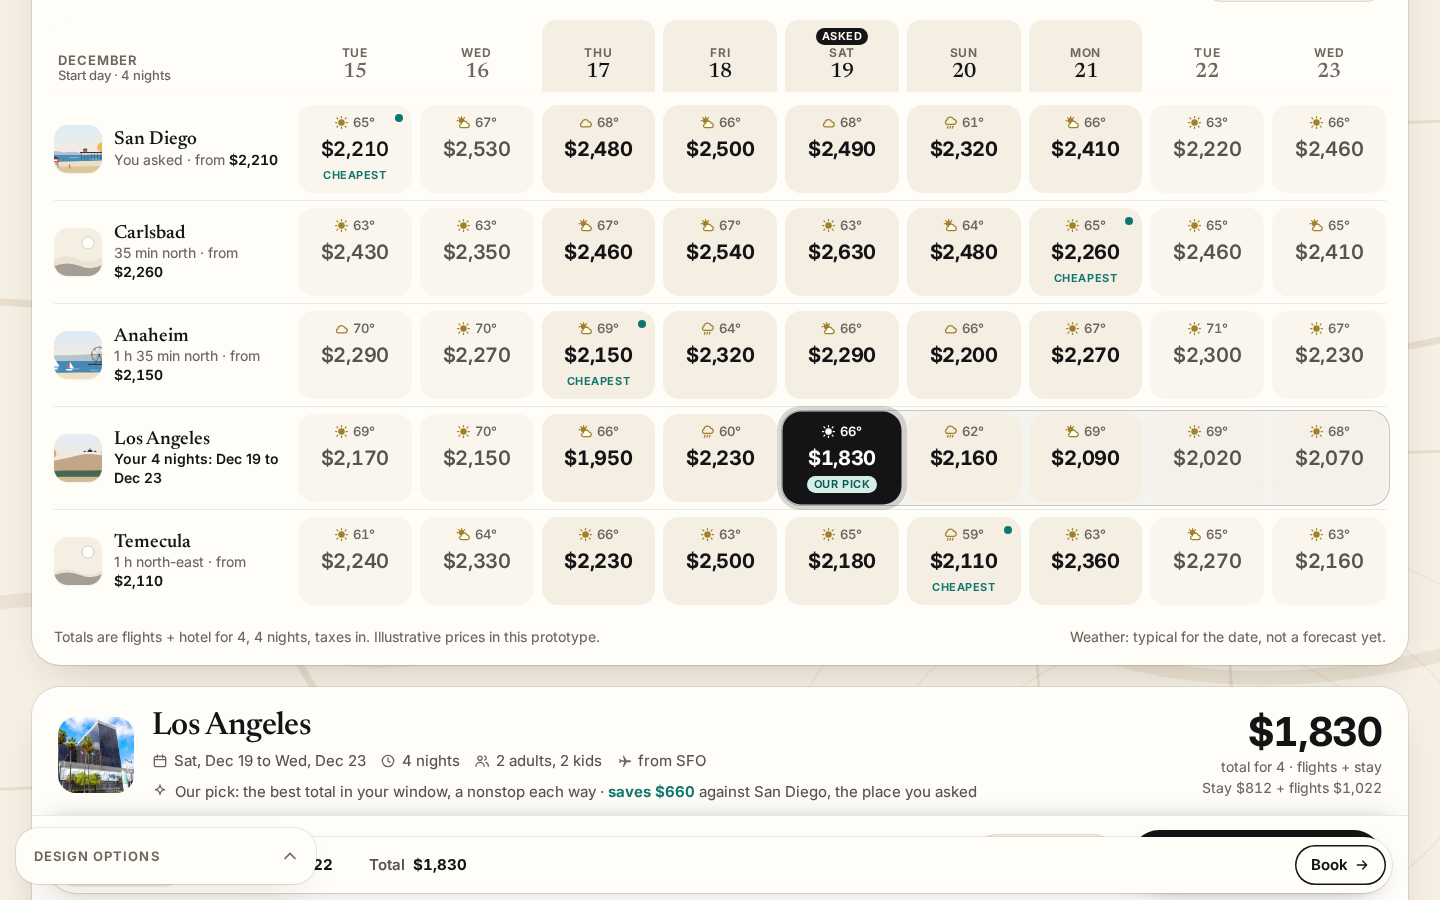 ASKED
DECEMBER
Start day · 4 nights
TUE 15
WED 16
THU 17
FRI 18
SAT 19
SUN 20
MON 21
TUE 22
WED 23
San Diego
You asked · from $2,210
65° $2,210 CHEAPEST
67° $2,530
68° $2,480
66° $2,500
68° $2,490
61° $2,320
66° $2,410
63° $2,220
66° $2,460
Carlsbad
35 min north · from
$2,260
63° $2,430
63° $2,350
67° $2,460
67° $2,540
63° $2,630
64° $2,480
65° $2,260 CHEAPEST
65° $2,460
65° $2,410
Anaheim
1 h 35 min north · from
$2,150
70° $2,290
70° $2,270
69° $2,150 CHEAPEST
64° $2,320
66° $2,290
66° $2,200
67° $2,270
71° $2,300
67° $2,230
Los Angeles
Your 4 nights: Dec 19 to
Dec 23
69° $2,170
70° $2,150
66° $1,950
60° $2,230
66° $1,830 OUR PICK
62° $2,160
69° $2,090
69° $2,020
68° $2,070
Temecula
1 h north-east · from
$2,110
61° $2,240
64° $2,330
66° $2,230
63° $2,500
65° $2,180
59° $2,110 CHEAPEST
63° $2,360
65° $2,270
63° $2,160
Totals are flights + hotel for 4, 4 nights, taxes in. Illustrative prices in this prototype.
Weather: typical for the date, not a forecast yet.
Los Angeles
Sat, Dec 19 to Wed, Dec 23 4 nights 2 adults, 2 kids from SFO
Our pick: the best total in your window, a nonstop each way · saves $660 against San Diego, the place you asked
$1,830
total for 4 · flights + stay
Stay $812 + flights $1,022
DESIGN OPTIONS
22 Total $1,830
Book →